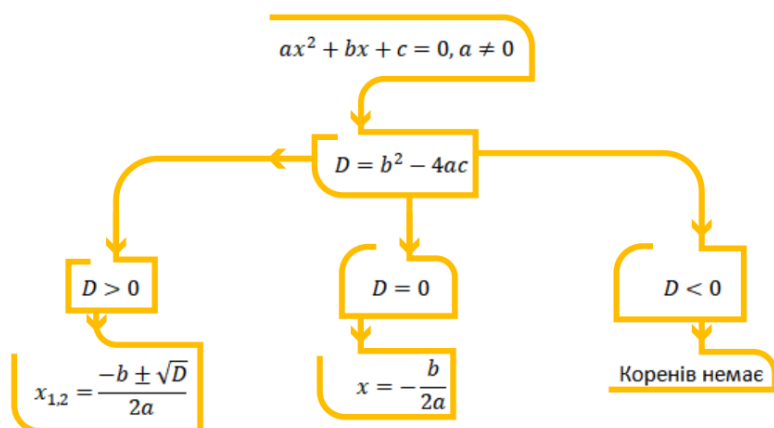 ax² + bx + c = 0, a ≠ 0
D = b² − 4ac
D > 0
D = 0
D < 0
x₁,₂ = (−b ± √D) / 2a
x = − b / 2a
Коренів немає